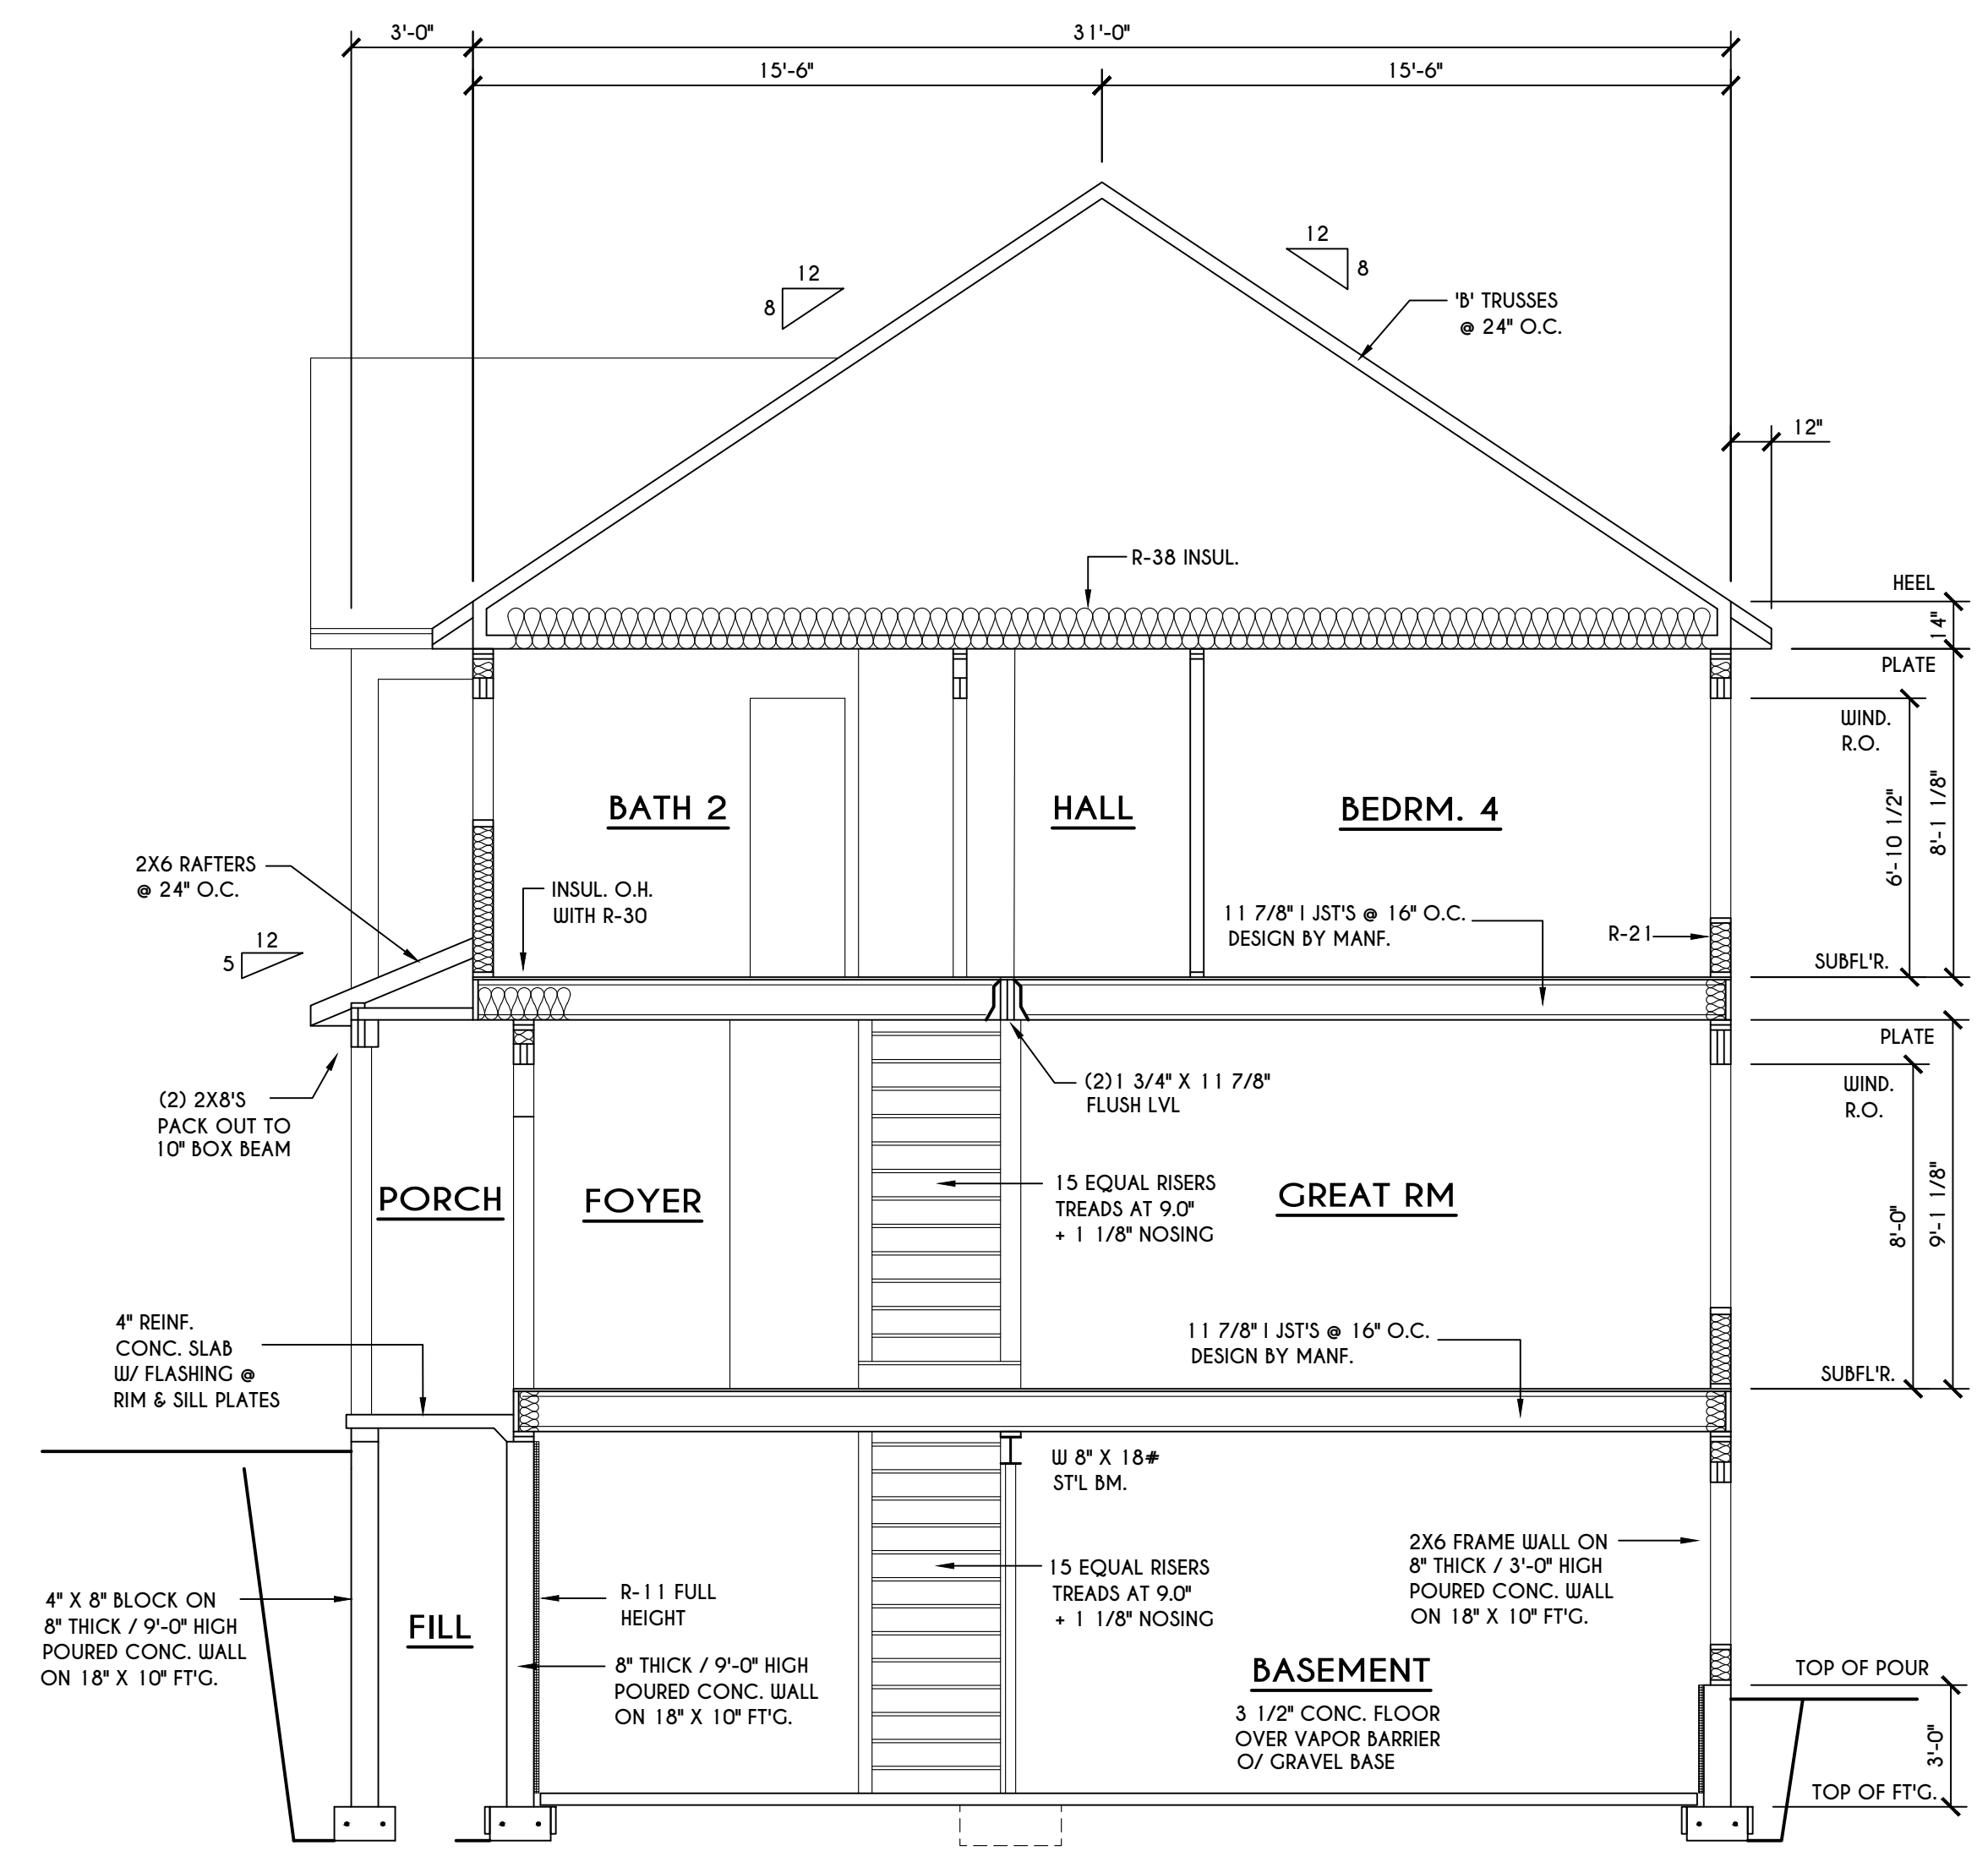 3'-0"
31'-0"
15'-6"
15'-6"
12
8
12
8
'B' TRUSSES
@ 24" O.C.
12"
R-38 INSUL.
HEEL
14"
PLATE
WIND.
R.O.
6'-10 1/2"
8'-1 1/8"
BATH 2
HALL
BEDRM. 4
2X6 RAFTERS
@ 24" O.C.
INSUL. O.H.
WITH R-30
11 7/8" I JST'S @ 16" O.C.
DESIGN BY MANF.
R-21
12
5
SUBFL'R.
PLATE
(2) 2X8'S
PACK OUT TO
10" BOX BEAM
(2)1 3/4" X 11 7/8"
FLUSH LVL
WIND.
R.O.
8'-0"
9'-1 1/8"
PORCH
FOYER
15 EQUAL RISERS
TREADS AT 9.0"
+ 1 1/8" NOSING
GREAT RM
4" REINF.
CONC. SLAB
W/ FLASHING @
RIM & SILL PLATES
11 7/8" I JST'S @ 16" O.C.
DESIGN BY MANF.
SUBFL'R.
W 8" X 18#
ST'L BM.
4" X 8" BLOCK ON
8" THICK / 9'-0" HIGH
POURED CONC. WALL
ON 18" X 10" FT'G.
FILL
R-11 FULL
HEIGHT
8" THICK / 9'-0" HIGH
POURED CONC. WALL
ON 18" X 10" FT'G.
15 EQUAL RISERS
TREADS AT 9.0"
+ 1 1/8" NOSING
2X6 FRAME WALL ON
8" THICK / 3'-0" HIGH
POURED CONC. WALL
ON 18" X 10" FT'G.
BASEMENT
3 1/2" CONC. FLOOR
OVER VAPOR BARRIER
O/ GRAVEL BASE
TOP OF POUR
3'-0"
TOP OF FT'G.